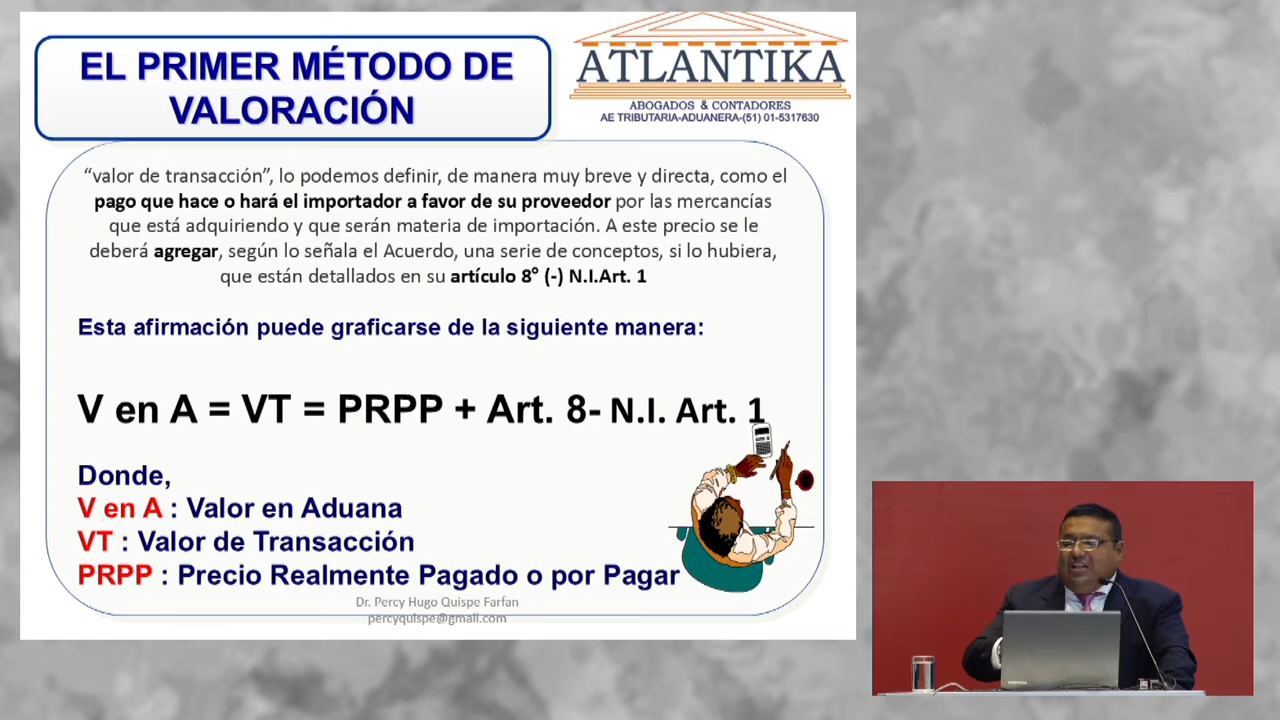 EL PRIMER MÉTODO DE
VALORACIÓN
ATLANTIKA
ABOGADOS & CONTADORES
AE TRIBUTARIA-ADUANERA-(51) 01-5317630
“valor de transacción”, lo podemos definir, de manera muy breve y directa, como el
pago que hace o hará el importador a favor de su proveedor por las mercancías
que está adquiriendo y que serán materia de importación. A este precio se le
deberá agregar, según lo señala el Acuerdo, una serie de conceptos, si lo hubiera,
que están detallados en su artículo 8° (-) N.I.Art. 1
Esta afirmación puede graficarse de la siguiente manera:
V en A = VT = PRPP + Art. 8- N.I. Art. 1
Donde,
V en A : Valor en Aduana
VT : Valor de Transacción
PRPP : Precio Realmente Pagado o por Pagar
Dr. Percy Hugo Quispe Farfan
percyquispe@gmail.com